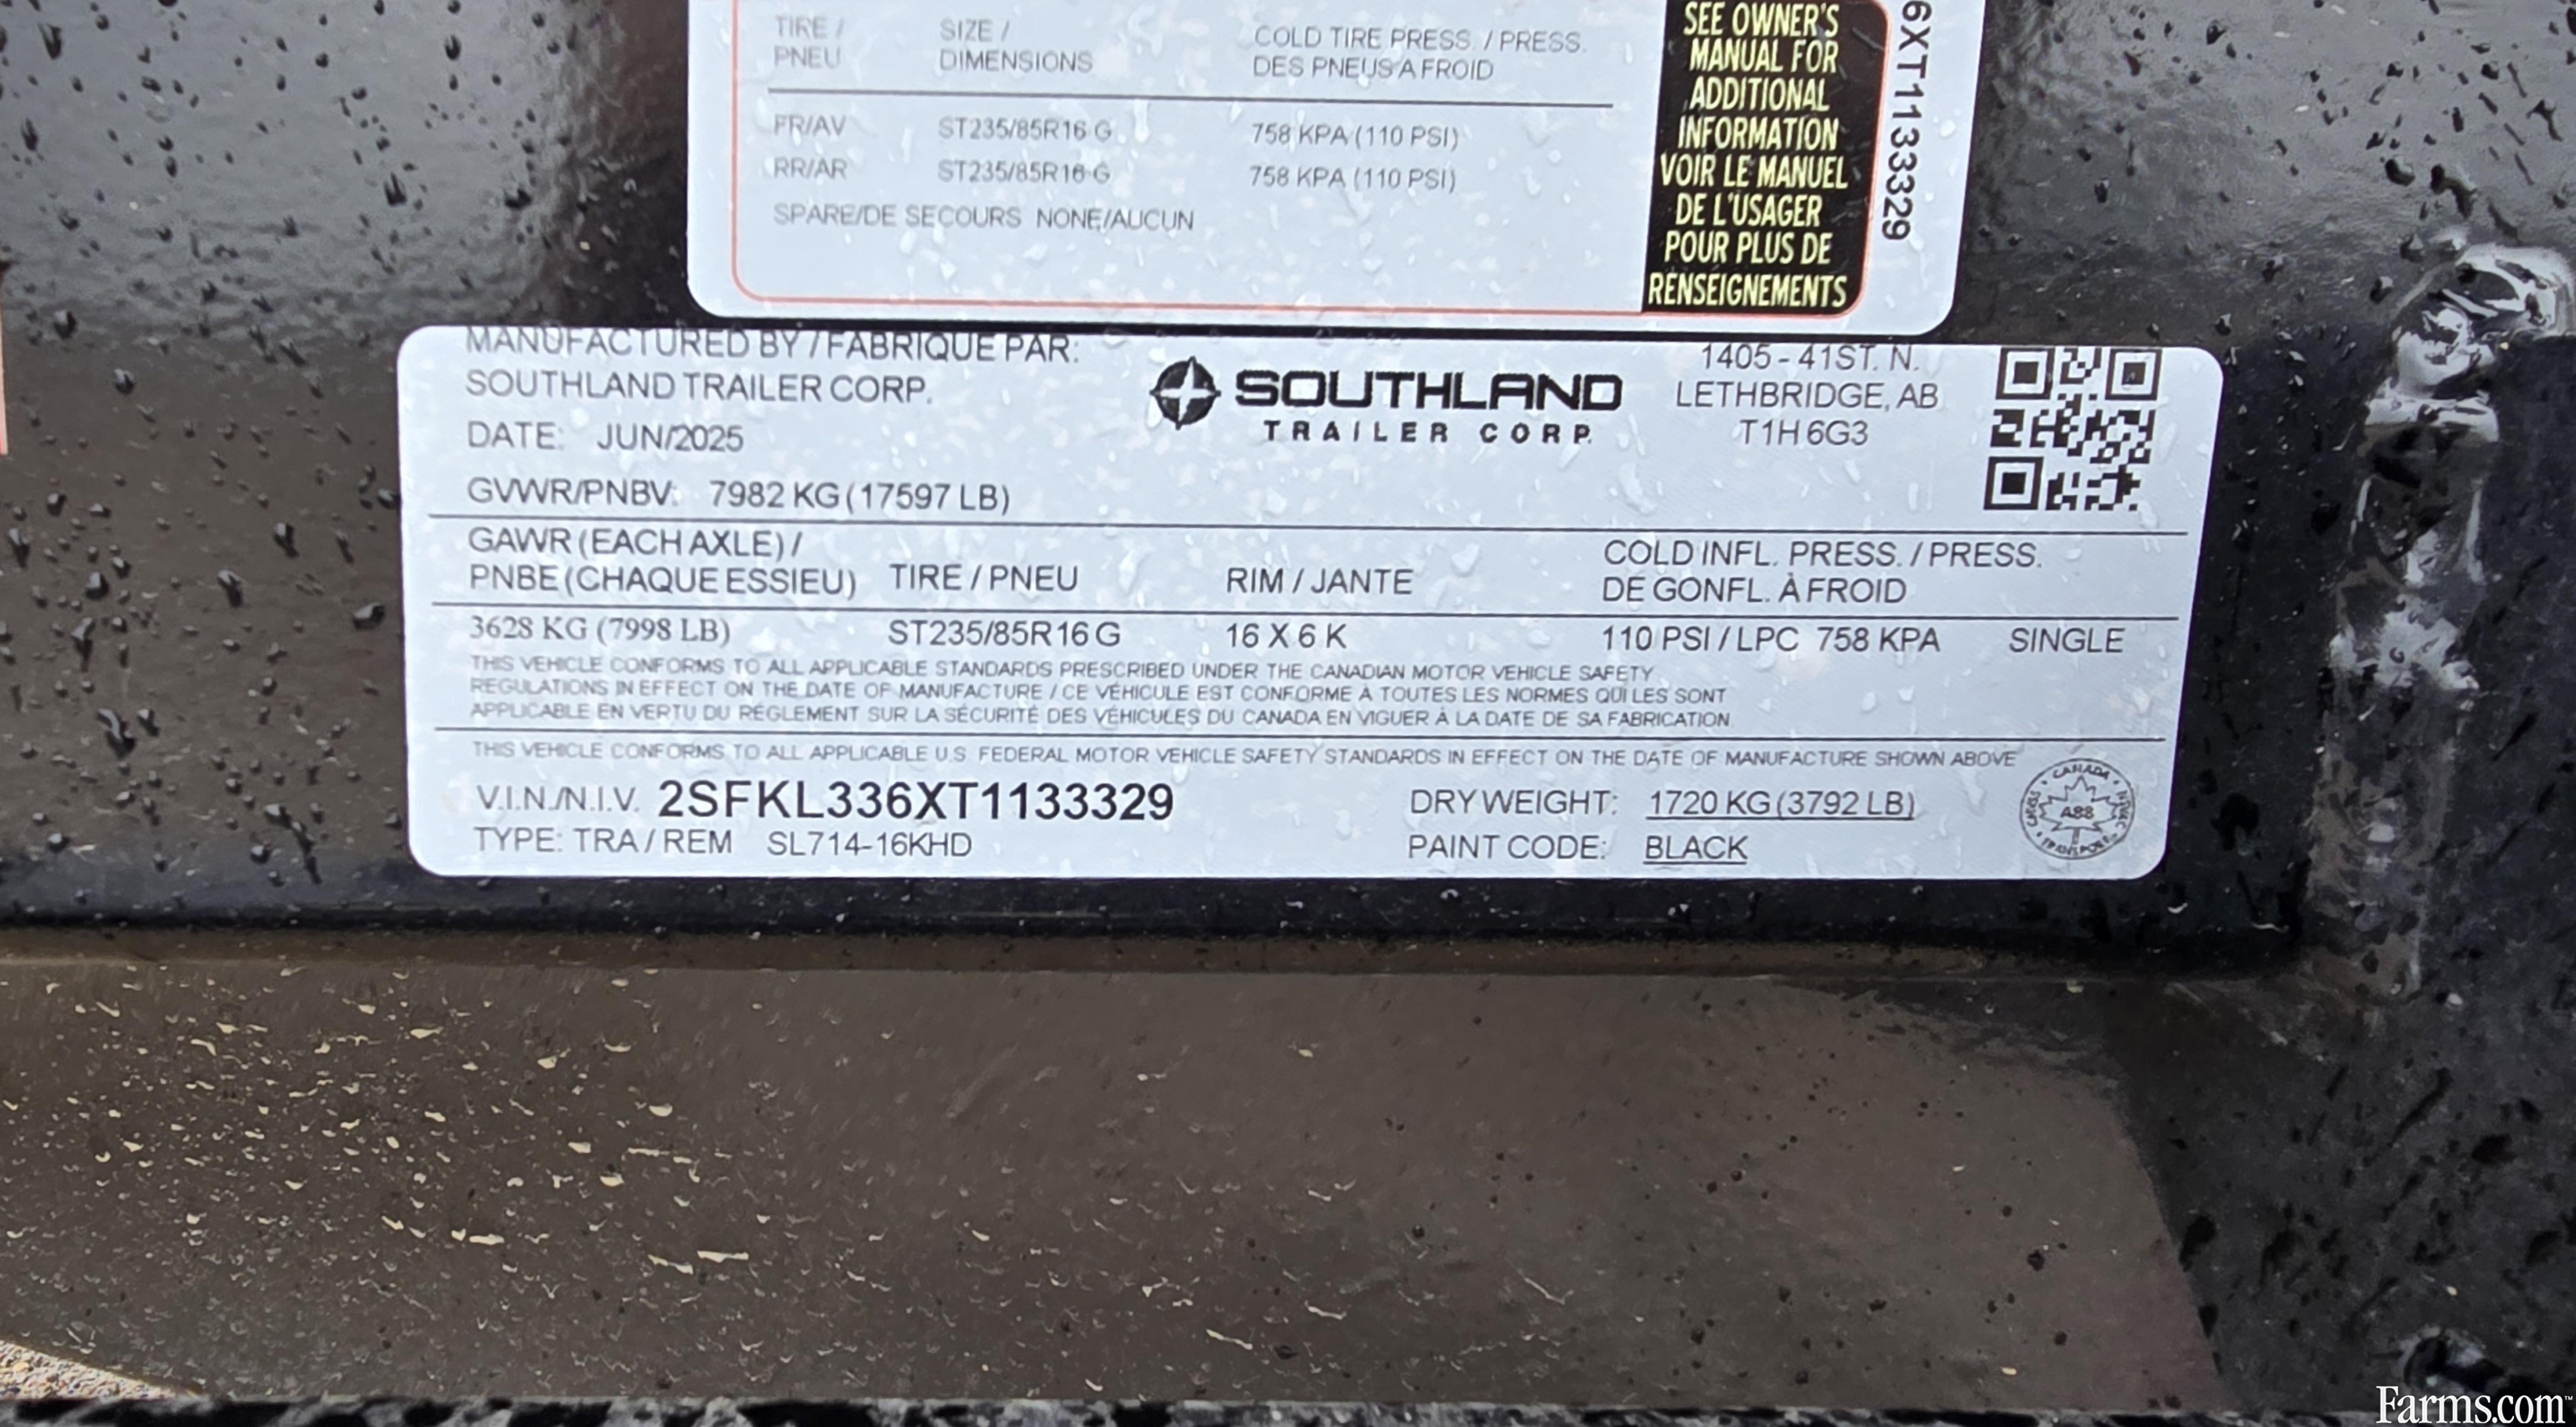 TIRE / SIZE / COLD TIRE PRESS. / PRESS.
PNEU DIMENSIONS DES PNEUS A FROID
FR/AV ST235/85R16 G 758 KPA (110 PSI)
RR/AR ST235/85R16 G 758 KPA (110 PSI)
SPARE/DE SECOURS NONE/AUCUN
SEE OWNER'S
MANUAL FOR
ADDITIONAL
INFORMATION
VOIR LE MANUEL
DE L'USAGER
POUR PLUS DE
RENSEIGNEMENTS
6XT1133329
MANUFACTURED BY / FABRIQUE PAR:
SOUTHLAND TRAILER CORP.
DATE: JUN/2025
GVWR/PNBV: 7982 KG (17597 LB)
SOUTHLAND
TRAILER CORP.
1405 - 41ST. N.
LETHBRIDGE, AB
T1H 6G3
GAWR (EACH AXLE) /
PNBE (CHAQUE ESSIEU) TIRE / PNEU RIM / JANTE COLD INFL. PRESS. / PRESS.
DE GONFL. À FROID
3628 KG (7998 LB) ST235/85R16 G 16 X 6 K 110 PSI / LPC 758 KPA SINGLE
THIS VEHICLE CONFORMS TO ALL APPLICABLE STANDARDS PRESCRIBED UNDER THE CANADIAN MOTOR VEHICLE SAFETY
REGULATIONS IN EFFECT ON THE DATE OF MANUFACTURE / CE VÉHICULE EST CONFORME À TOUTES LES NORMES QUI LES SONT
APPLICABLE EN VERTU DU RÉGLEMENT SUR LA SÉCURITÉ DES VÉHICULES DU CANADA EN VIGUER À LA DATE DE SA FABRICATION.
THIS VEHICLE CONFORMS TO ALL APPLICABLE U.S. FEDERAL MOTOR VEHICLE SAFETY STANDARDS IN EFFECT ON THE DATE OF MANUFACTURE SHOWN ABOVE
V.I.N./N.I.V. 2SFKL336XT1133329 DRY WEIGHT: 1720 KG (3792 LB)
TYPE: TRA / REM SL714-16KHD PAINT CODE: BLACK
CANADA
A88
TRANSPORT
Farms.com™